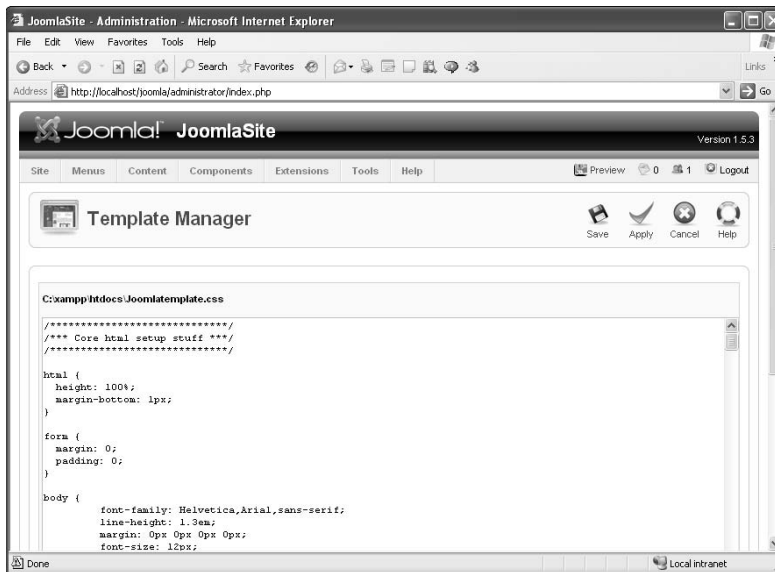 JoomlaSite - Administration - Microsoft Internet Explorer
File Edit View Favorites Tools Help
Back Search Favorites Links
Address http://localhost/joomla/administrator/index.php Go
Joomla! JoomlaSite
Version 1.5.3
Site Menus Content Components Extensions Tools Help Preview 0 1 Logout
Template Manager
Save Apply Cancel Help
C:\xampp\htdocs\Joomlatemplate.css
/****************************/
/*** Core html setup stuff ***/
/****************************/
html {
height: 100%;
margin-bottom: 1px;
}
form {
margin: 0;
padding: 0;
}
body {
font-family: Helvetica,Arial,sans-serif;
line-height: 1.3em;
margin: 0px 0px 0px 0px;
font-size: 12px;
Done Local intranet